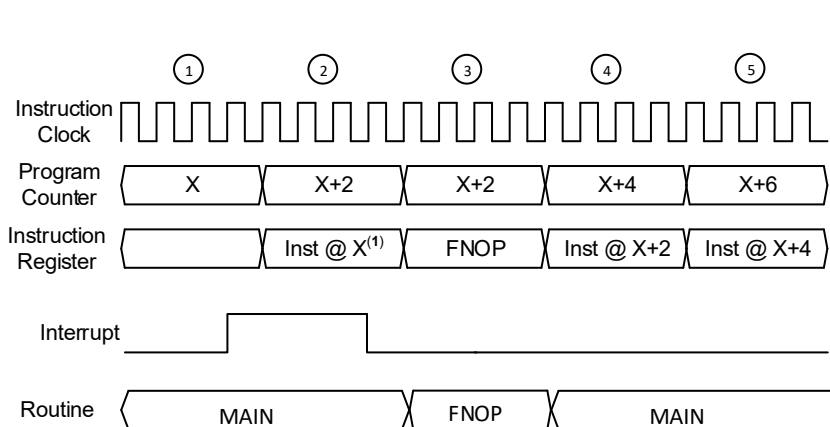 1 2 3 4 5
Instruction
Clock
Program
Counter
X X+2 X+2 X+4 X+6
Instruction
Register
Inst @ X(1) FNOP Inst @ X+2 Inst @ X+4
Interrupt
Routine
MAIN FNOP MAIN